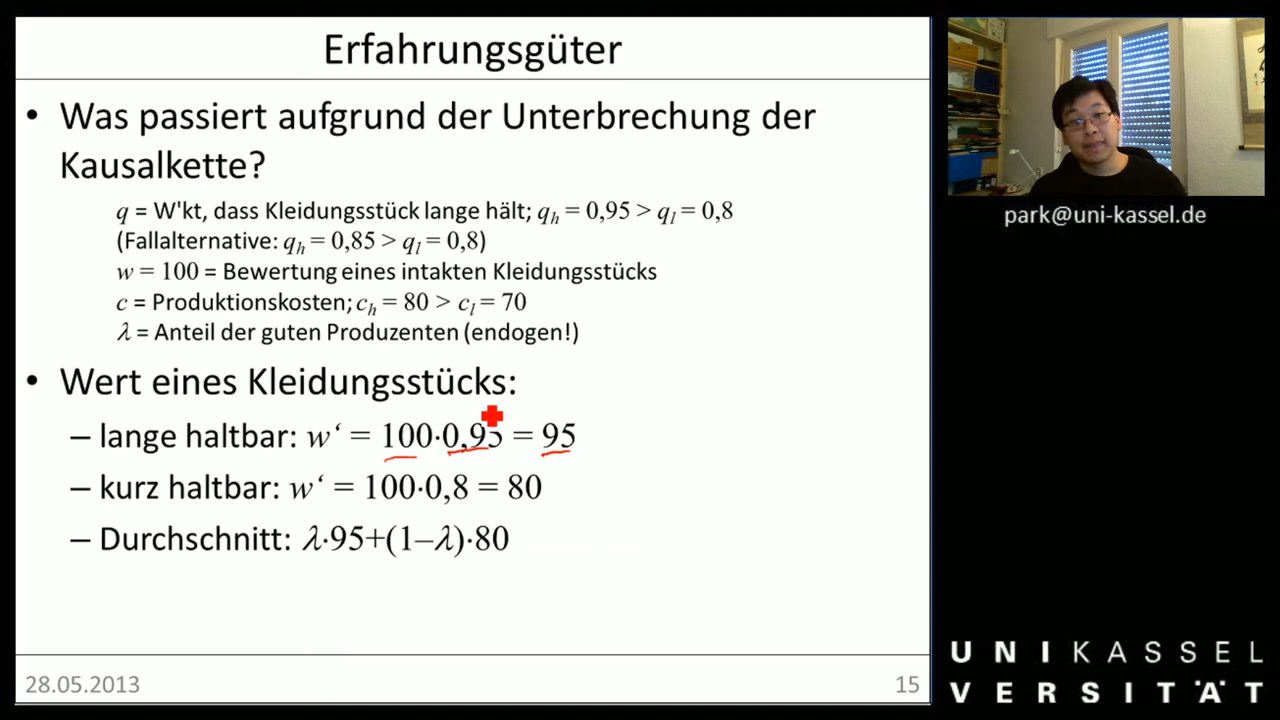 Erfahrungsgüter
• Was passiert aufgrund der Unterbrechung der
Kausalkette?
q = W'kt, dass Kleidungsstück lange hält; qh = 0,95 > ql = 0,8
(Fallalternative: qh = 0,85 > ql = 0,8)
w = 100 = Bewertung eines intakten Kleidungsstücks
c = Produktionskosten; ch = 80 > cl = 70
λ = Anteil der guten Produzenten (endogen!)
• Wert eines Kleidungsstücks:
– lange haltbar: w‘ = 100·0,95 = 95
– kurz haltbar: w‘ = 100·0,8 = 80
– Durchschnitt: λ·95+(1–λ)·80
28.05.2013
15
park@uni-kassel.de
UNIKASSEL
VERSITÄT